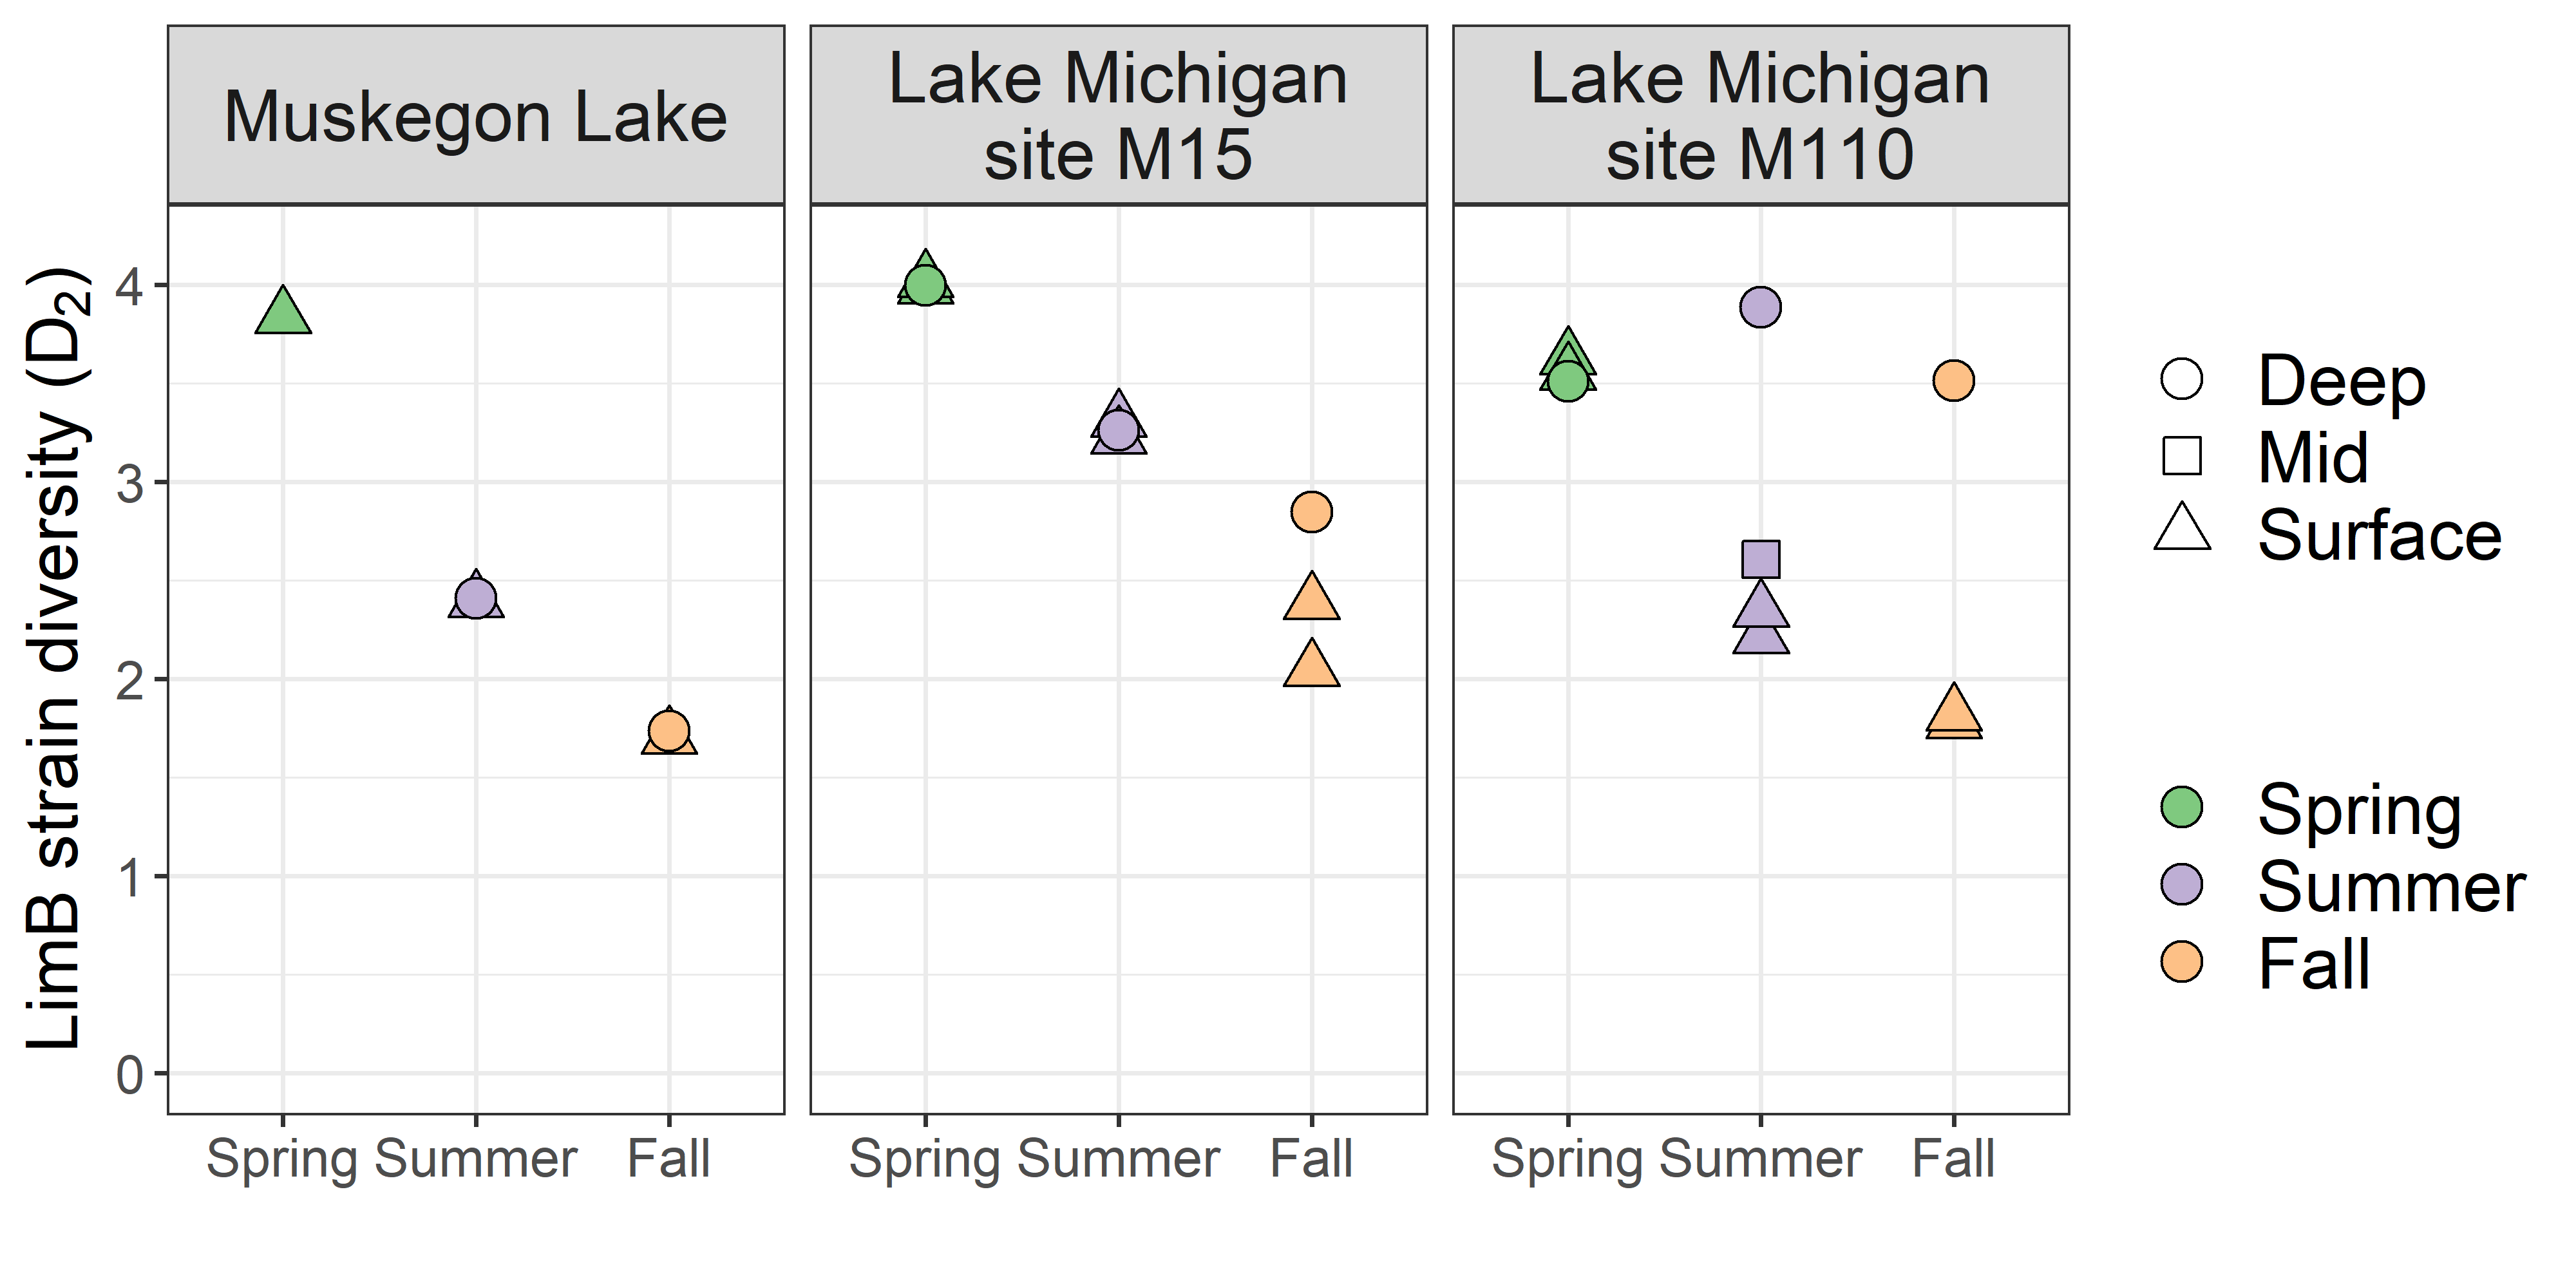 Muskegon Lake
Lake Michigan
site M15
Lake Michigan
site M110
LimB strain diversity (D₂)
4
3
2
1
0
Spring Summer Fall
Spring Summer Fall
Spring Summer Fall
Deep
Mid
Surface
Spring
Summer
Fall